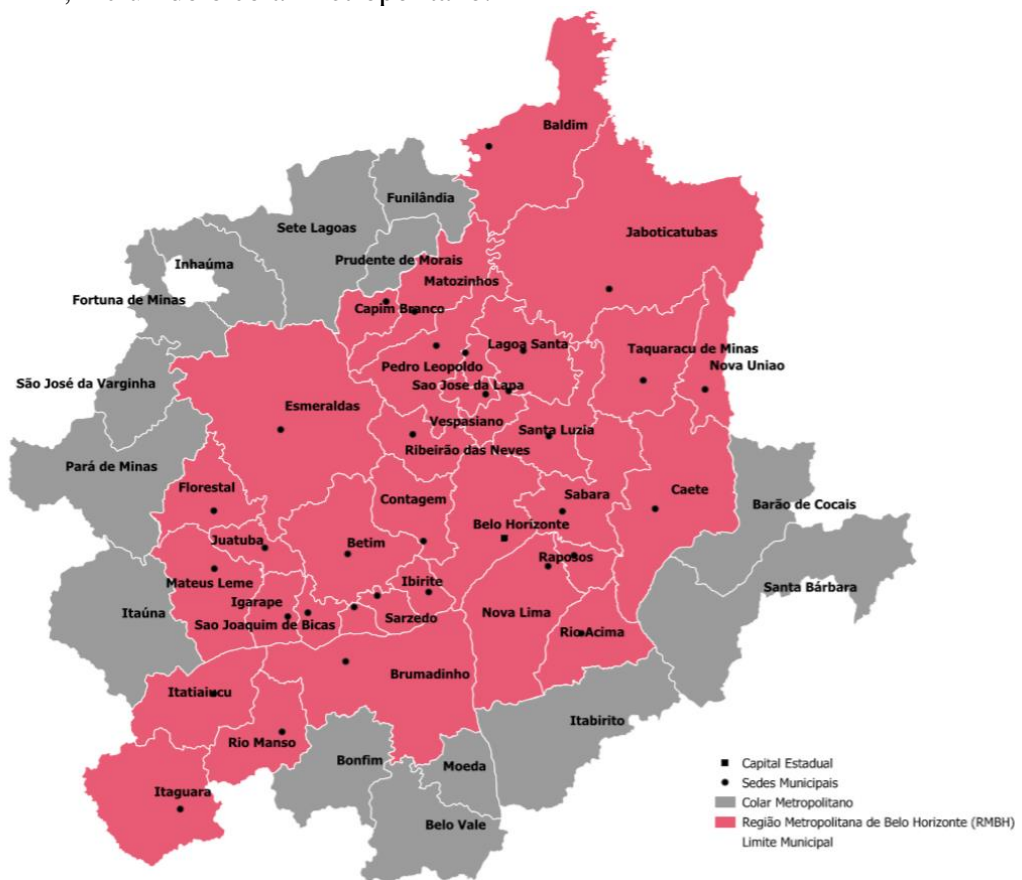 Baldim
Funilândia
Sete Lagoas
Jaboticatubas
Prudente de Morais
Inhaúma
Matozinhos
Fortuna de Minas
Capim Branco
Lagoa Santa
Taquaracu de Minas
Pedro Leopoldo
Nova Uniao
São José da Varginha
Sao Jose da Lapa
Esmeraldas
Vespasiano
Santa Luzia
Ribeirão das Neves
Pará de Minas
Florestal
Contagem
Sabara
Caete
Barão de Cocais
Belo Horizonte
Juatuba
Betim
Raposos
Mateus Leme
Ibirite
Santa Bárbara
Itaúna
Igarape
Nova Lima
Sarzedo
Sao Joaquim de Bicas
Rio Acima
Brumadinho
Itatiaiucu
Itabirito
Rio Manso
Bonfim
Moeda
Itaguara
Belo Vale
Capital Estadual
Sedes Municipais
Colar Metropolitano
Região Metropolitana de Belo Horizonte (RMBH)
Limite Municipal